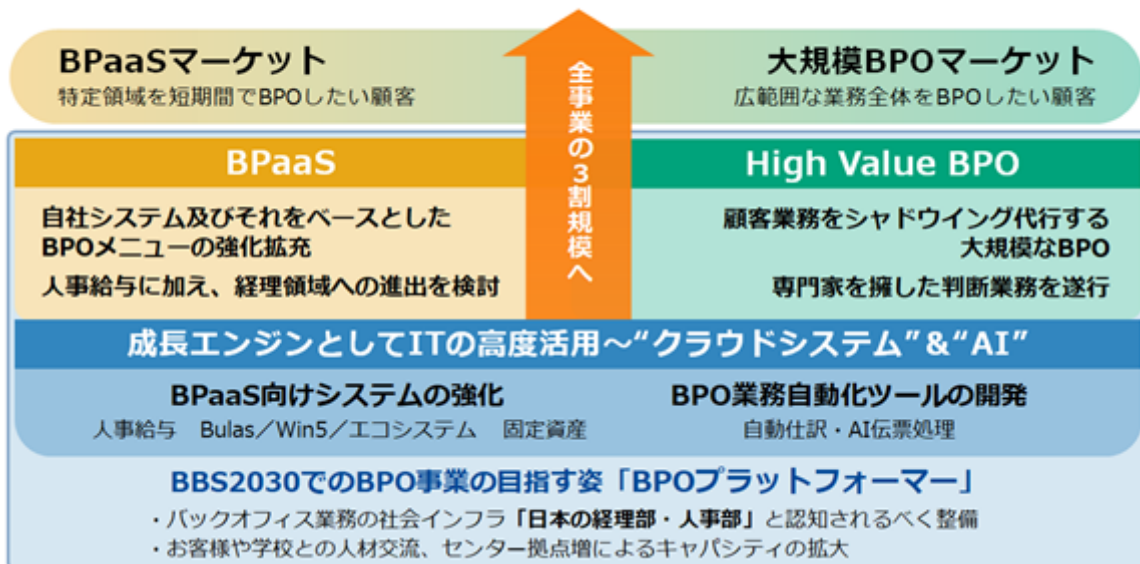 BPaaSマーケット
特定領域を短期間でBPOしたい顧客
全事業の3割規模へ
大規模BPOマーケット
広範囲な業務全体をBPOしたい顧客
BPaaS
自社システム及びそれをベースとした
BPOメニューの強化拡充
人事給与に加え、経理領域への進出を検討
High Value BPO
顧客業務をシャドウイング代行する
大規模なBPO
専門家を擁した判断業務を遂行
成長エンジンとしてITの高度活用～“クラウドシステム”&“AI”
BPaaS向けシステムの強化
人事給与 Bulas／Win5／エコシステム 固定資産
BPO業務自動化ツールの開発
自動仕訳・AI伝票処理
BBS2030でのBPO事業の目指す姿「BPOプラットフォーマー」
・バックオフィス業務の社会インフラ「日本の経理部・人事部」と認知されるべく整備
・お客様や学校との人材交流、センター拠点増によるキャパシティの拡大